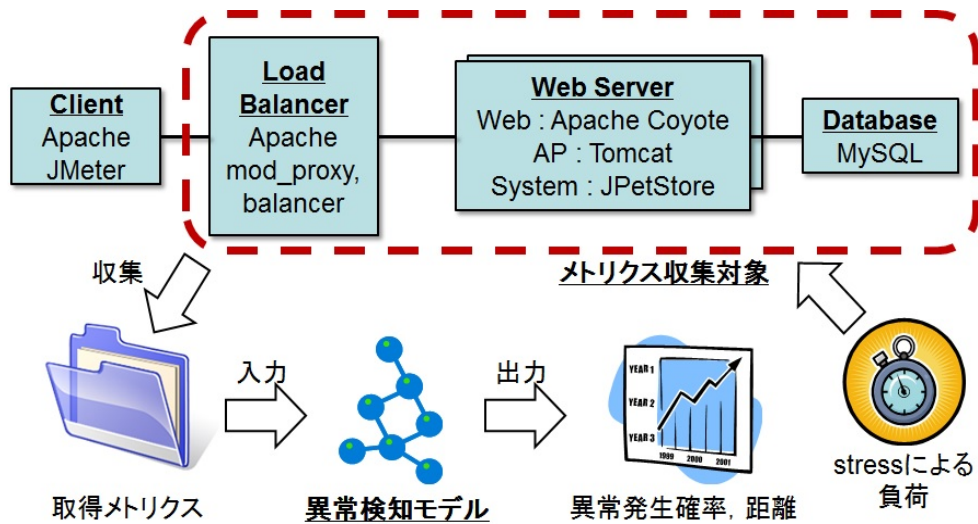 Client
Apache
JMeter
Load
Balancer
Apache
mod_proxy,
balancer
Web Server
Web : Apache Coyote
AP : Tomcat
System : JPetStore
Database
MySQL
収集
メトリクス収集対象
入力
出力
YEAR 1
YEAR 2
YEAR 3
1999 2000 2001
stressによる
負荷
取得メトリクス
異常検知モデル
異常発生確率, 距離